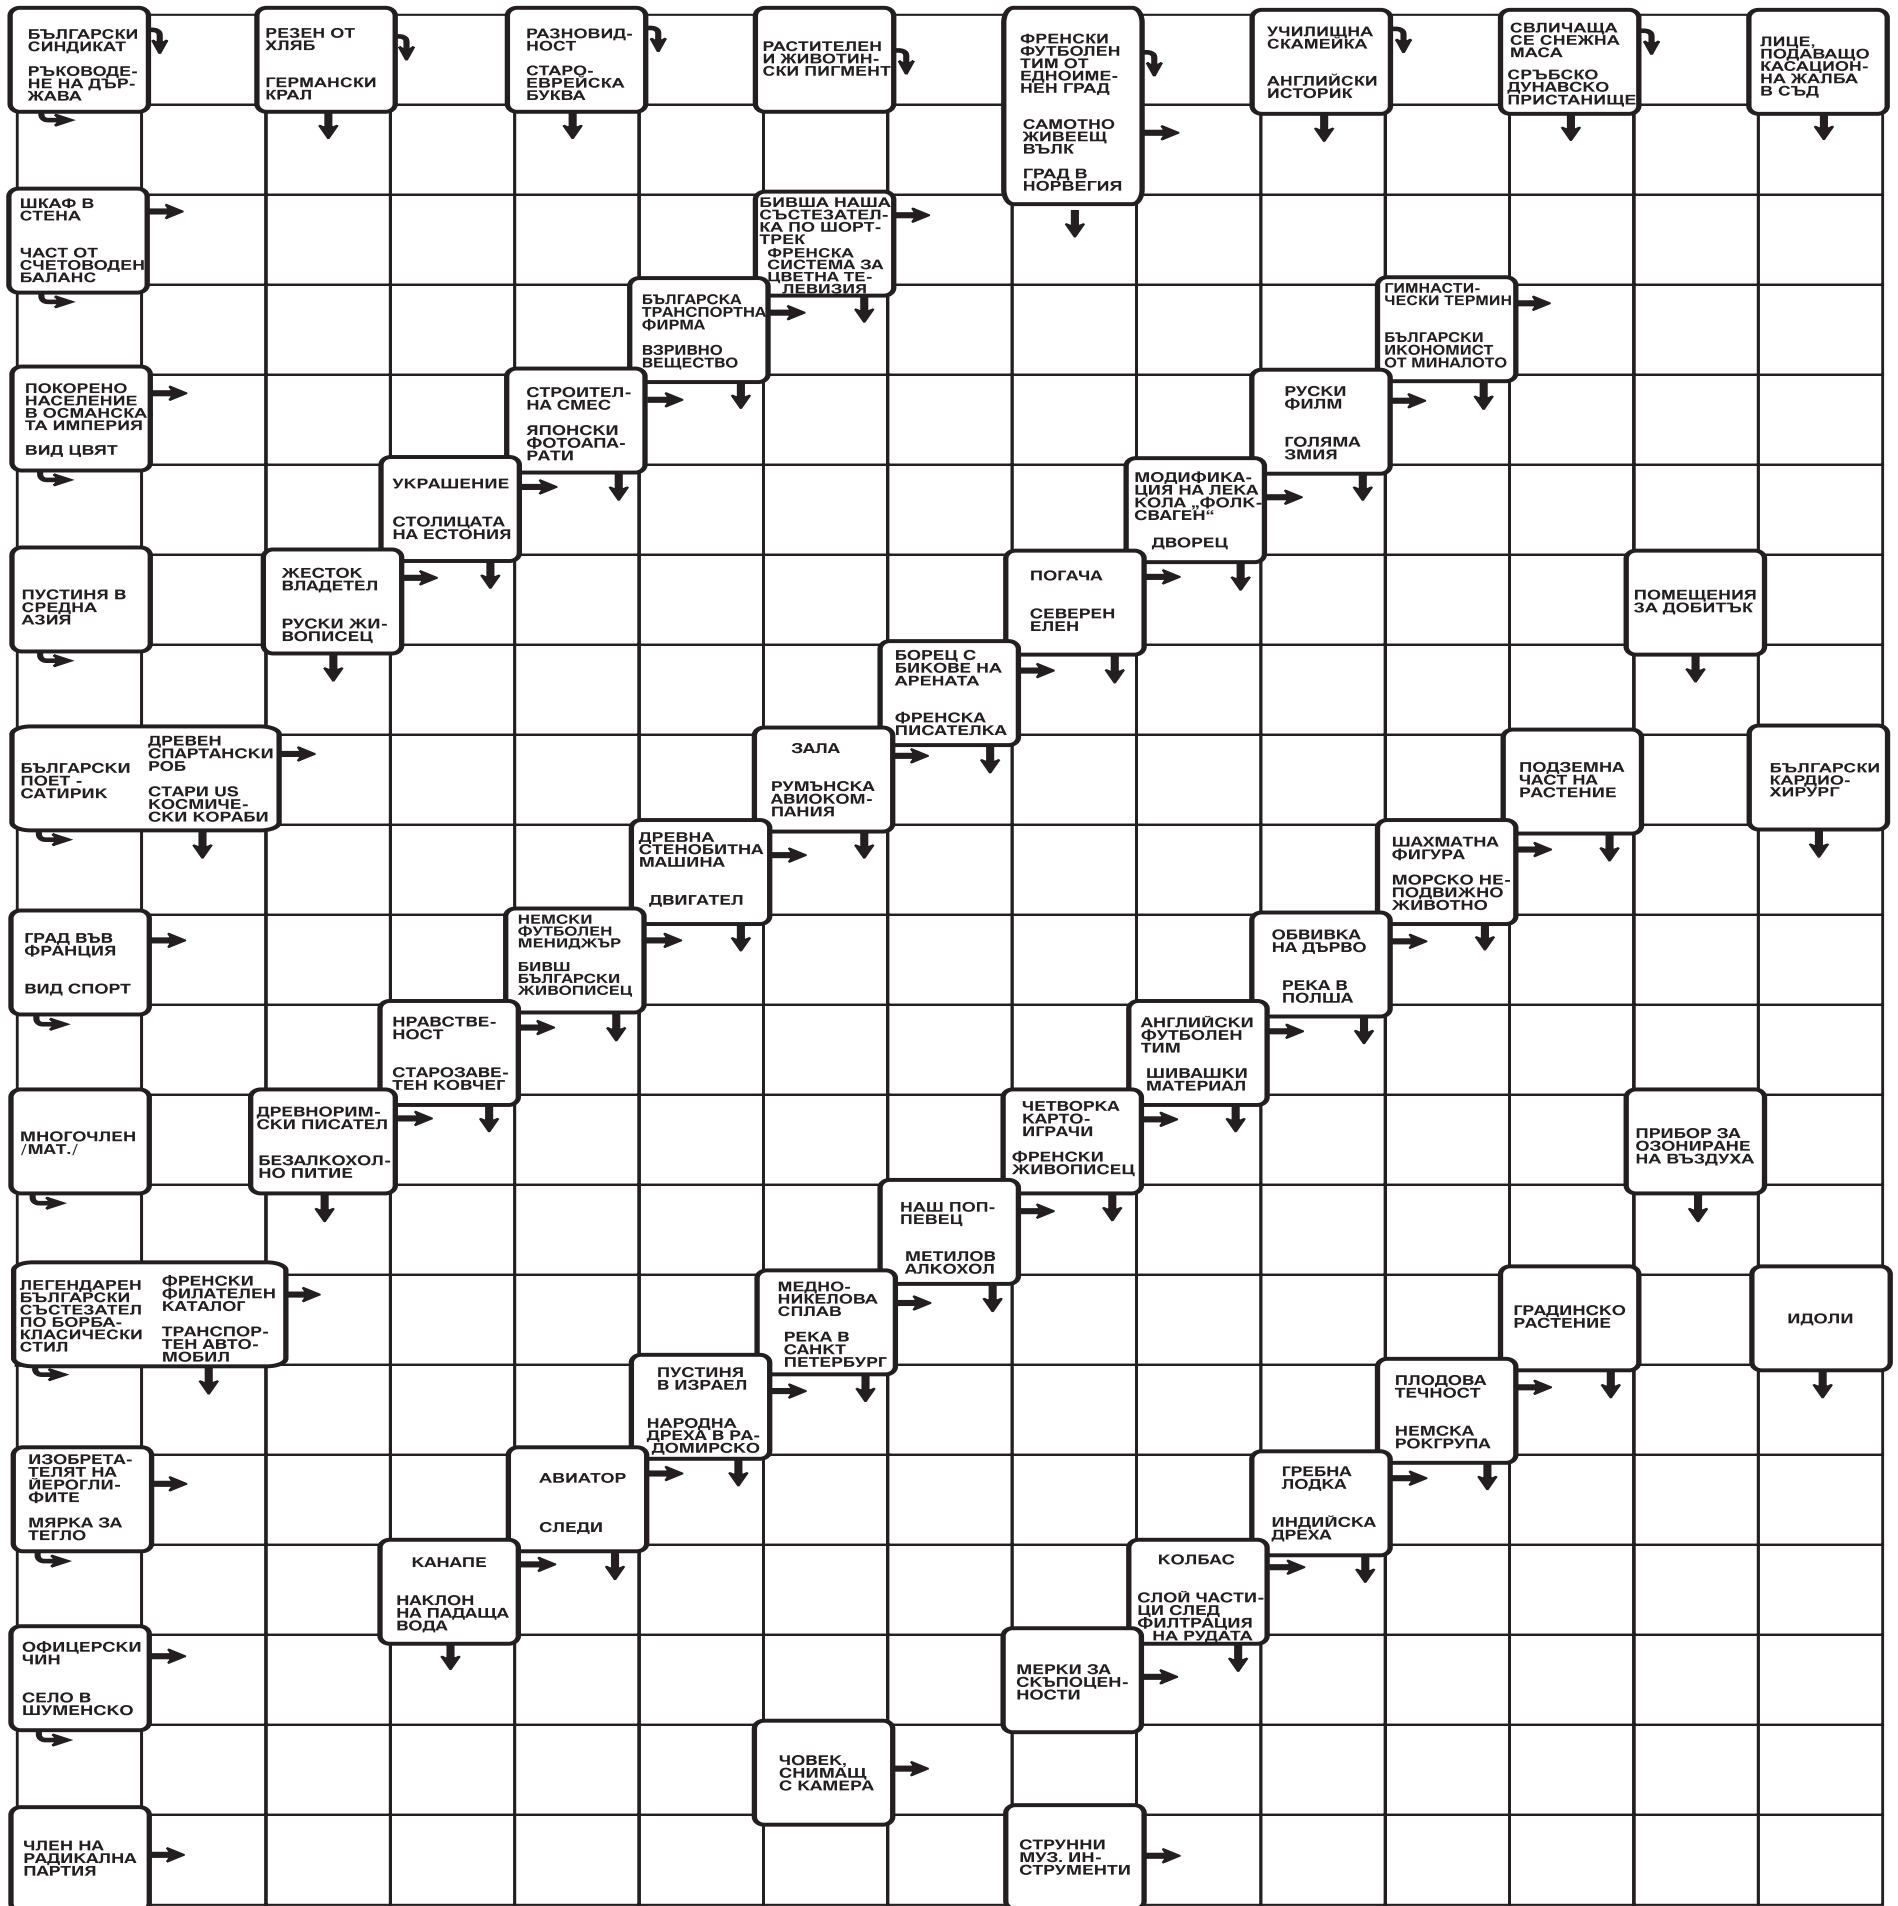 БЪЛГАРСКИ
СИНДИКАТ
РЪКОВОДЕ-
НЕ НА ДЪР-
ЖАВА
РЕЗЕН ОТ
ХЛЯБ
ГЕРМАНСКИ
КРАЛ
РАЗНОВИД-
НОСТ
СТАРО-
ЕВРЕЙСКА
БУКВА
РАСТИТЕЛЕН
И ЖИВОТИН-
СКИ ПИГМЕНТ
ФРЕНСКИ
ФУТБОЛЕН
ТИМ ОТ
ЕДНОИМЕ-
НЕН ГРАД
САМОТНО
ЖИВЕЕЩ
ВЪЛК
ГРАД В
НОРВЕГИЯ
УЧИЛИЩНА
СКАМЕЙКА
АНГЛИЙСКИ
ИСТОРИК
СВЛИЧАЩА
СЕ СНЕЖНА
МАСА
СРЪБСКО
ДУНАВСКО
ПРИСТАНИЩЕ
ЛИЦЕ,
ПОДАВАЩО
КАСАЦИОН-
НА ЖАЛБА
В СЪД
ШКАФ В
СТЕНА
ЧАСТ ОТ
СЧЕТОВОДЕН
БАЛАНС
БИВША НАША
СЪСТЕЗАТЕЛ-
КА ПО ШОРТ-
ТРЕК
ФРЕНСКА
СИСТЕМА ЗА
ЦВЕТНА ТЕ-
ЛЕВИЗИЯ
БЪЛГАРСКА
ТРАНСПОРТНА
ФИРМА
ВЗРИВНО
ВЕЩЕСТВО
ГИМНАСТИ-
ЧЕСКИ ТЕРМИН
БЪЛГАРСКИ
ИКОНОМИСТ
ОТ МИНАЛОТО
ПОКОРЕНО
НАСЕЛЕНИЕ
В ОСМАНСКА
ТА ИМПЕРИЯ
ВИД ЦВЯТ
СТРОИТЕЛ-
НА СМЕС
ЯПОНСКИ
ФОТОАПА-
РАТИ
РУСКИ
ФИЛМ
ГОЛЯМА
ЗМИЯ
УКРАШЕНИЕ
СТОЛИЦАТА
НА ЕСТОНИЯ
МОДИФИКА-
ЦИЯ НА ЛЕКА
КОЛА „ФОЛК-
СВАГЕН“
ДВОРЕЦ
ПУСТИНЯ В
СРЕДНА
АЗИЯ
ЖЕСТОК
ВЛАДЕТЕЛ
РУСКИ ЖИ-
ВОПИСЕЦ
ПОГАЧА
СЕВЕРЕН
ЕЛЕН
ПОМЕЩЕНИЯ
ЗА ДОБИТЪК
БОРЕЦ С
БИКОВЕ НА
АРЕНАТА
ФРЕНСКА
ПИСАТЕЛКА
БЪЛГАРСКИ
ПОЕТ -
САТИРИК
ДРЕВЕН
СПАРТАНСКИ
РОБ
СТАРИ US
КОСМИЧЕ-
СКИ КОРАБИ
ЗАЛА
РУМЪНСКА
АВИОКОМ-
ПАНИЯ
ПОДЗЕМНА
ЧАСТ НА
РАСТЕНИЕ
БЪЛГАРСКИ
КАРДИО-
ХИРУРГ
ДРЕВНА
СТЕНОБИТНА
МАШИНА
ДВИГАТЕЛ
ШАХМАТНА
ФИГУРА
МОРСКО НЕ-
ПОДВИЖНО
ЖИВОТНО
ГРАД ВЪВ
ФРАНЦИЯ
ВИД СПОРТ
НЕМСКИ
ФУТБОЛЕН
МЕНИДЖЪР
БИВШ
БЪЛГАРСКИ
ЖИВОПИСЕЦ
ОБВИВКА
НА ДЪРВО
РЕКА В
ПОЛША
НРАВСТВЕ-
НОСТ
СТАРОЗАВЕ-
ТЕН КОВЧЕГ
АНГЛИЙСКИ
ФУТБОЛЕН
ТИМ
ШИВАШКИ
МАТЕРИАЛ
МНОГОЧЛЕН
/МАТ./
ДРЕВНОРИМ-
СКИ ПИСАТЕЛ
БЕЗАЛКОХОЛ-
НО ПИТИЕ
ЧЕТВОРКА
КАРТО-
ИГРАЧИ
ФРЕНСКИ
ЖИВОПИСЕЦ
ПРИБОР ЗА
ОЗОНИРАНЕ
НА ВЪЗДУХА
НАШ ПОП-
ПЕВЕЦ
МЕТИЛОВ
АЛКОХОЛ
ЛЕГЕНДАРЕН
БЪЛГАРСКИ
СЪСТЕЗАТЕЛ
ПО БОРБА-
КЛАСИЧЕСКИ
СТИЛ
ФРЕНСКИ
ФИЛАТЕЛЕН
КАТАЛОГ
ТРАНСПОР-
ТЕН АВТО-
МОБИЛ
МЕДНО-
НИКЕЛОВА
СПЛАВ
РЕКА В
САНКТ
ПЕТЕРБУРГ
ГРАДИНСКО
РАСТЕНИЕ
ИДОЛИ
ПУСТИНЯ
В ИЗРАЕЛ
НАРОДНА
ДРЕХА В РА-
ДОМИРСКО
ПЛОДОВА
ТЕЧНОСТ
НЕМСКА
РОКГРУПА
ИЗОБРЕТА-
ТЕЛЯТ НА
ЙЕРОГЛИ-
ФИТЕ
МЯРКА ЗА
ТЕГЛО
АВИАТОР
СЛЕДИ
ГРЕБНА
ЛОДКА
ИНДИЙСКА
ДРЕХА
КАНАПЕ
НАКЛОН
НА ПАДАЩА
ВОДА
КОЛБАС
СЛОЙ ЧАСТИ-
ЦИ СЛЕД
ФИЛТРАЦИЯ
НА РУДАТА
ОФИЦЕРСКИ
ЧИН
СЕЛО В
ШУМЕНСКО
МЕРКИ ЗА
СКЪПОЦЕН-
НОСТИ
ЧОВЕК,
СНИМАЩ
С КАМЕРА
ЧЛЕН НА
РАДИКАЛНА
ПАРТИЯ
СТРУННИ
МУЗ. ИН-
СТРУМЕНТИ